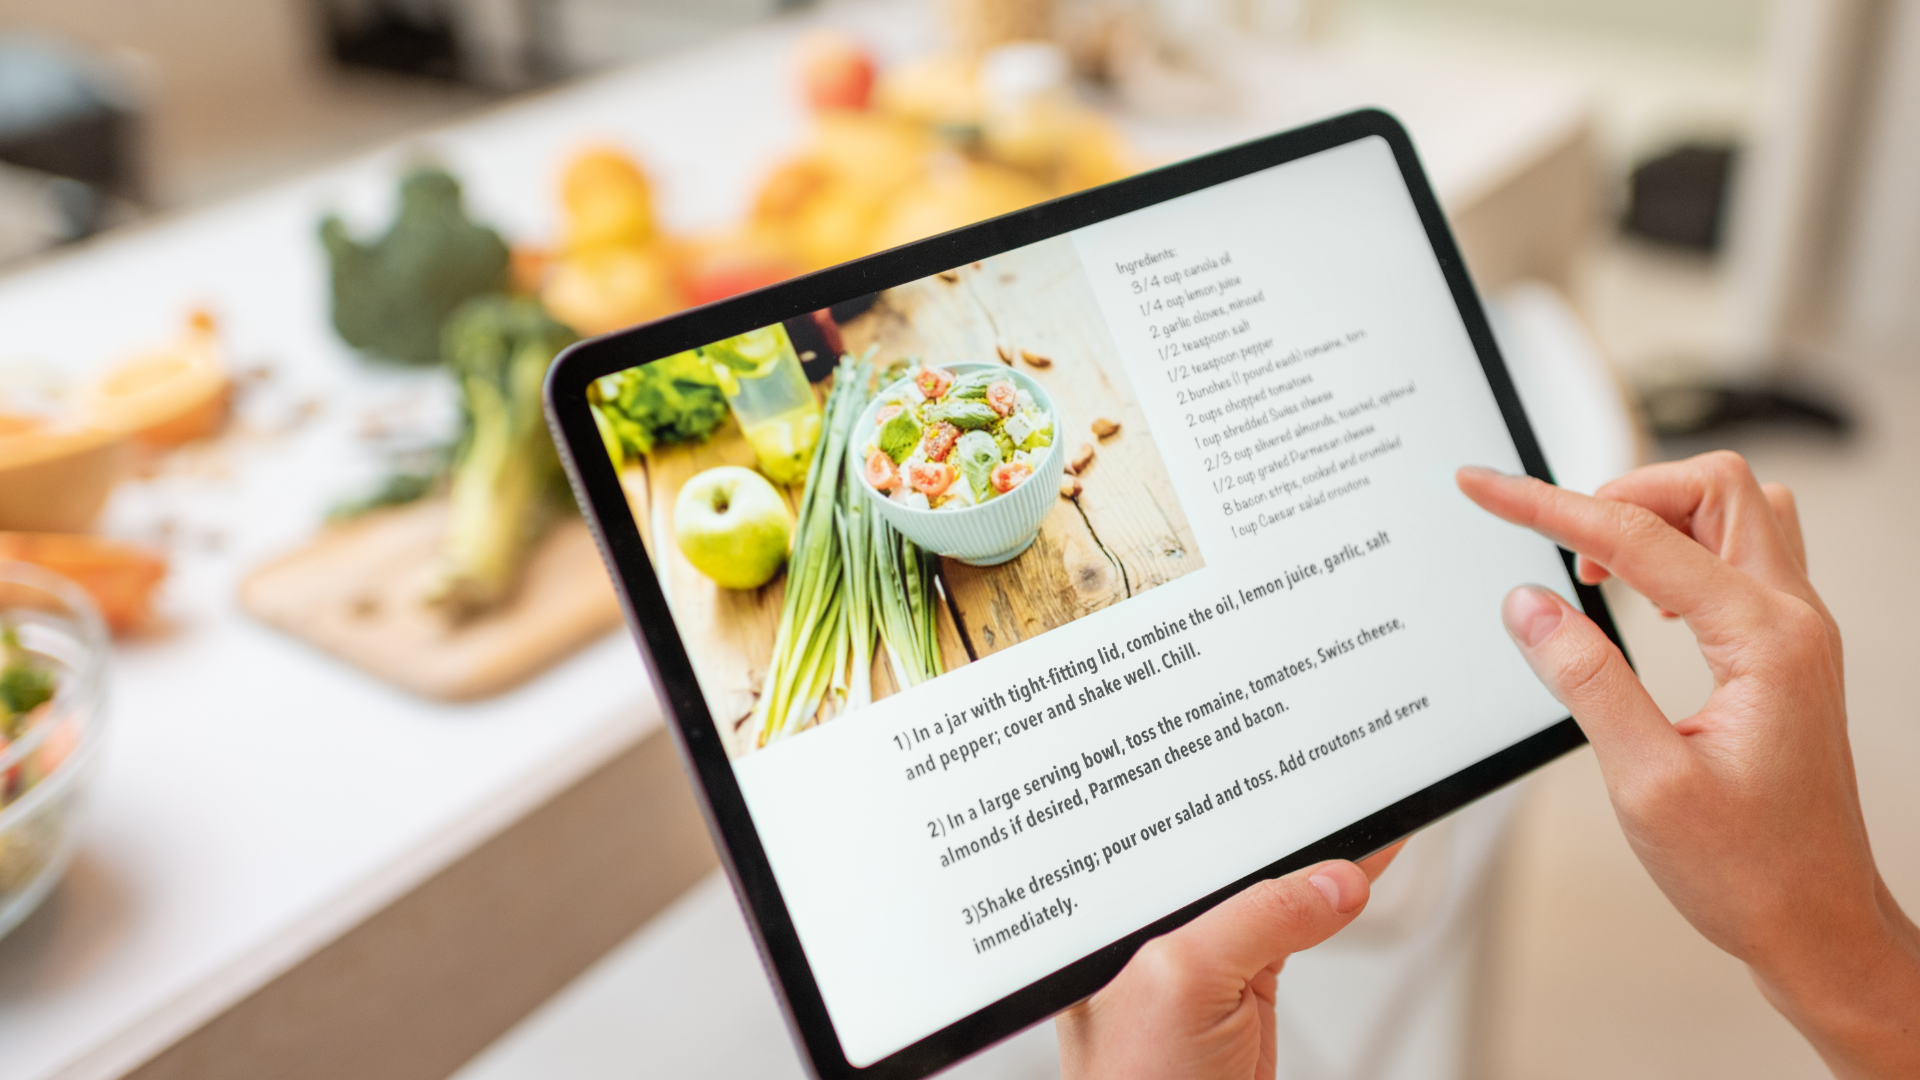 Ingredients:
3/4 cup canola oil
1/4 cup lemon juice
2 garlic cloves, minced
1/2 teaspoon salt
1/2 teaspoon pepper
2 bunches (1 pound each) romaine, torn
2 cups chopped tomatoes
1 cup shredded Swiss cheese
2/3 cup slivered almonds, toasted, optional
1/2 cup grated Parmesan cheese
8 bacon strips, cooked and crumbled
1 cup Caesar salad croutons
1) In a jar with tight-fitting lid, combine the oil, lemon juice, garlic, salt
and pepper; cover and shake well. Chill.
2) In a large serving bowl, toss the romaine, tomatoes, Swiss cheese,
almonds if desired, Parmesan cheese and bacon.
3)Shake dressing; pour over salad and toss. Add croutons and serve
immediately.